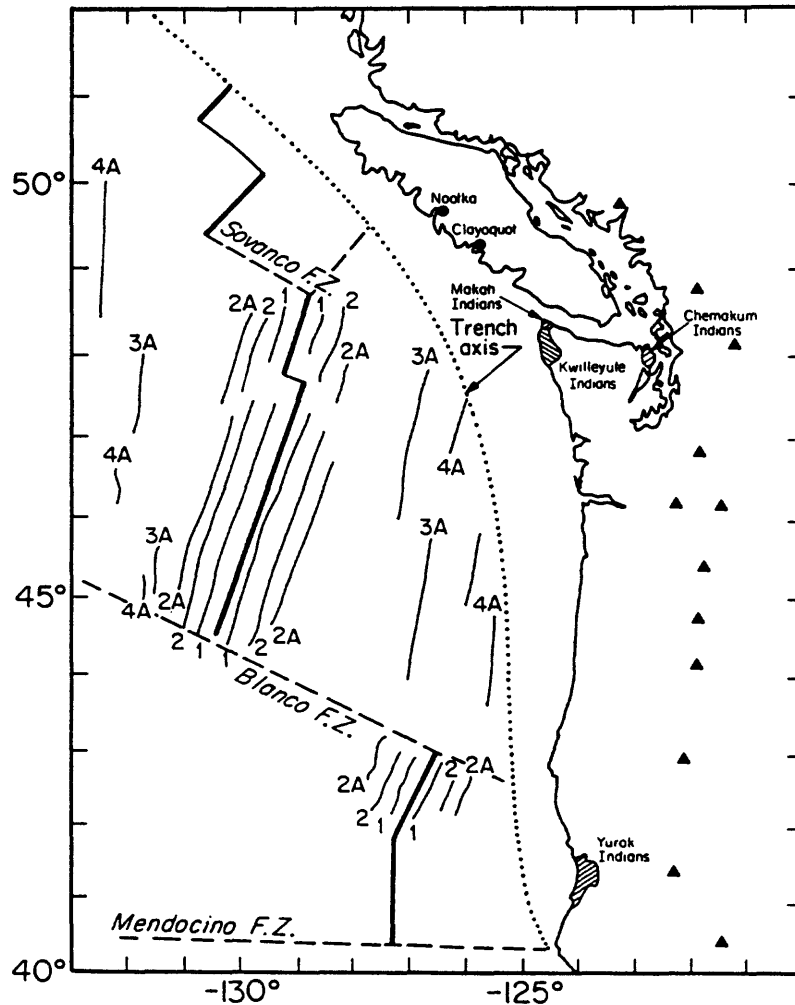 50°
4A
Nootka
Clayoquot
Sovanco F.Z.
Makah
Indians
2A
2
1
1
2
Trench
axis
Chemakum
Indians
3A
2A
3A
Kwilleyute
Indians
4A
4A
3A
3A
45°
4A
2A
4A
2
1
1
2
2A
Blanco F.Z.
2A
2
2A
2
1
1
Yurok
Indians
Mendocino F.Z.
40°
-130°
-125°